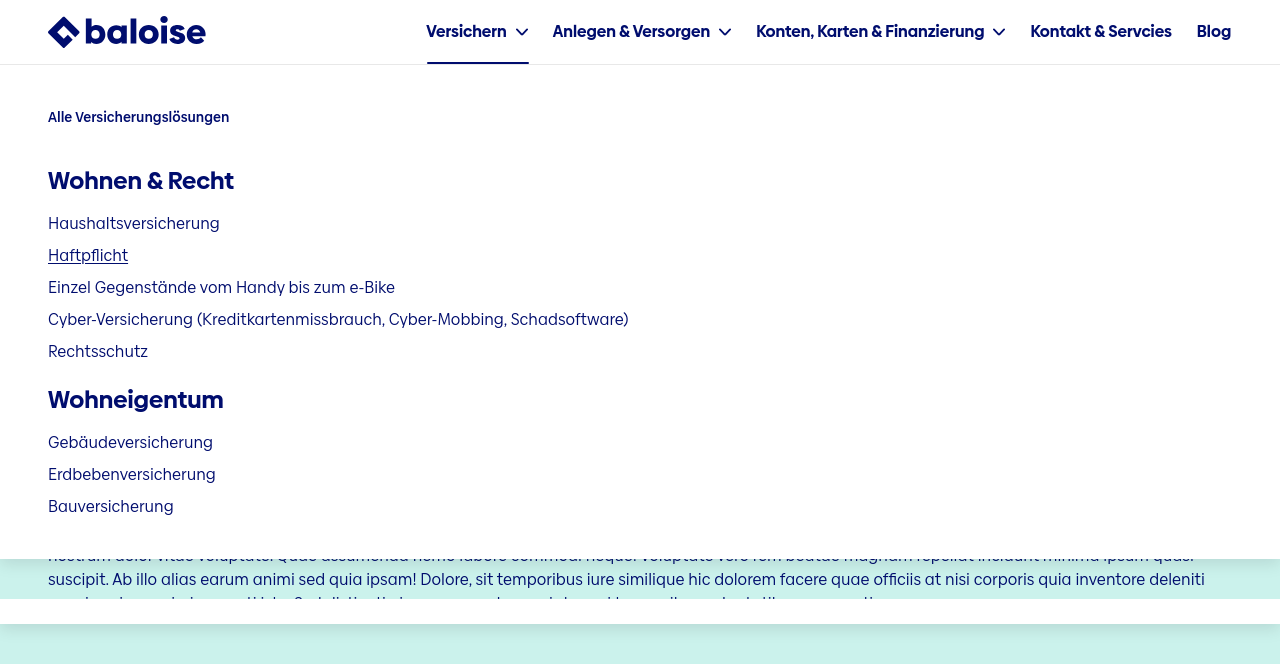 baloise
Versichern
Anlegen & Versorgen
Konten, Karten & Finanzierung
Kontakt & Servcies
Blog
Alle Versicherungslösungen
Wohnen & Recht
Haushaltsversicherung
Haftpflicht
Einzel Gegenstände vom Handy bis zum e-Bike
Cyber-Versicherung (Kreditkartenmissbrauch, Cyber-Mobbing, Schadsoftware)
Rechtsschutz
Wohneigentum
Gebäudeversicherung
Erdbebenversicherung
Bauversicherung
suscipit. Ab illo alias earum animi sed quia ipsam! Dolore, sit temporibus iure similique hic dolorem facere quae officiis at nisi corporis quia inventore deleniti